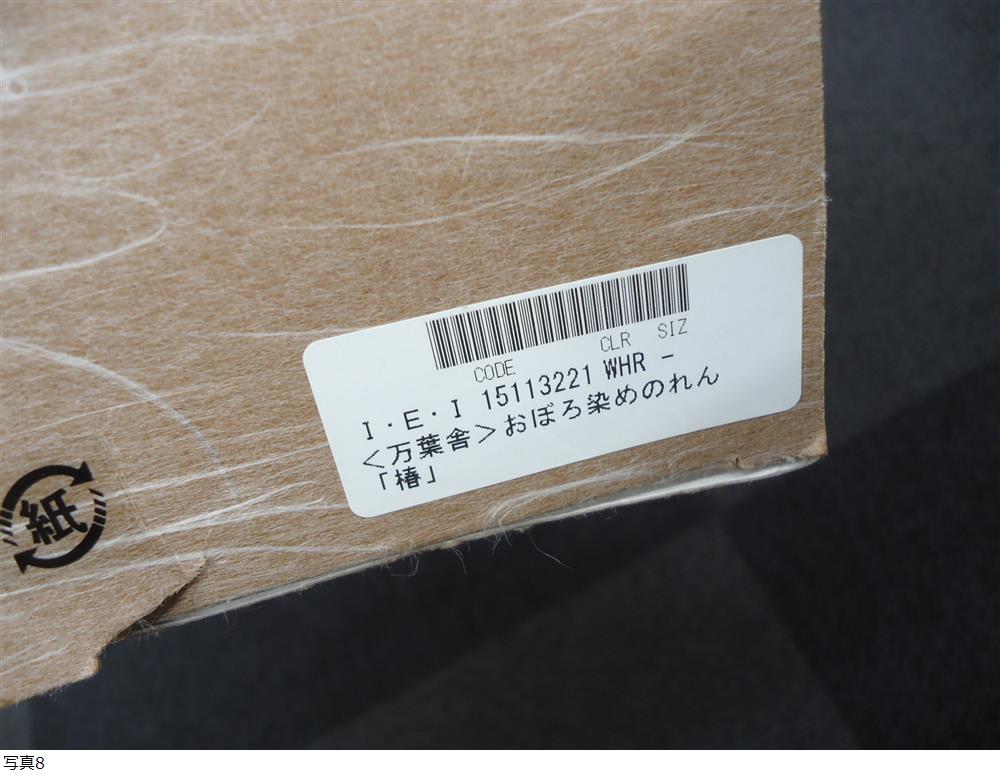 CODE CLR SIZ
I・E・I 15113221 WHR -
＜万葉舎＞おぼろ染めのれん
「椿」
紙
写真8